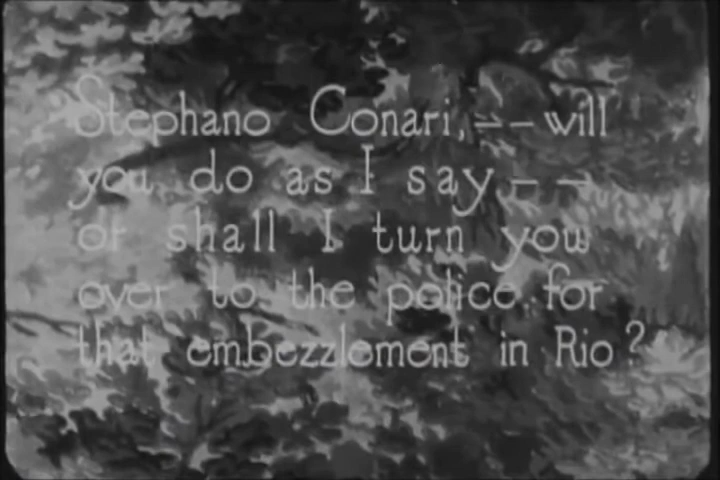 Stephano Conari, -- will
you do as I say --
or shall I turn you
over to the police for
that embezzlement in Rio?